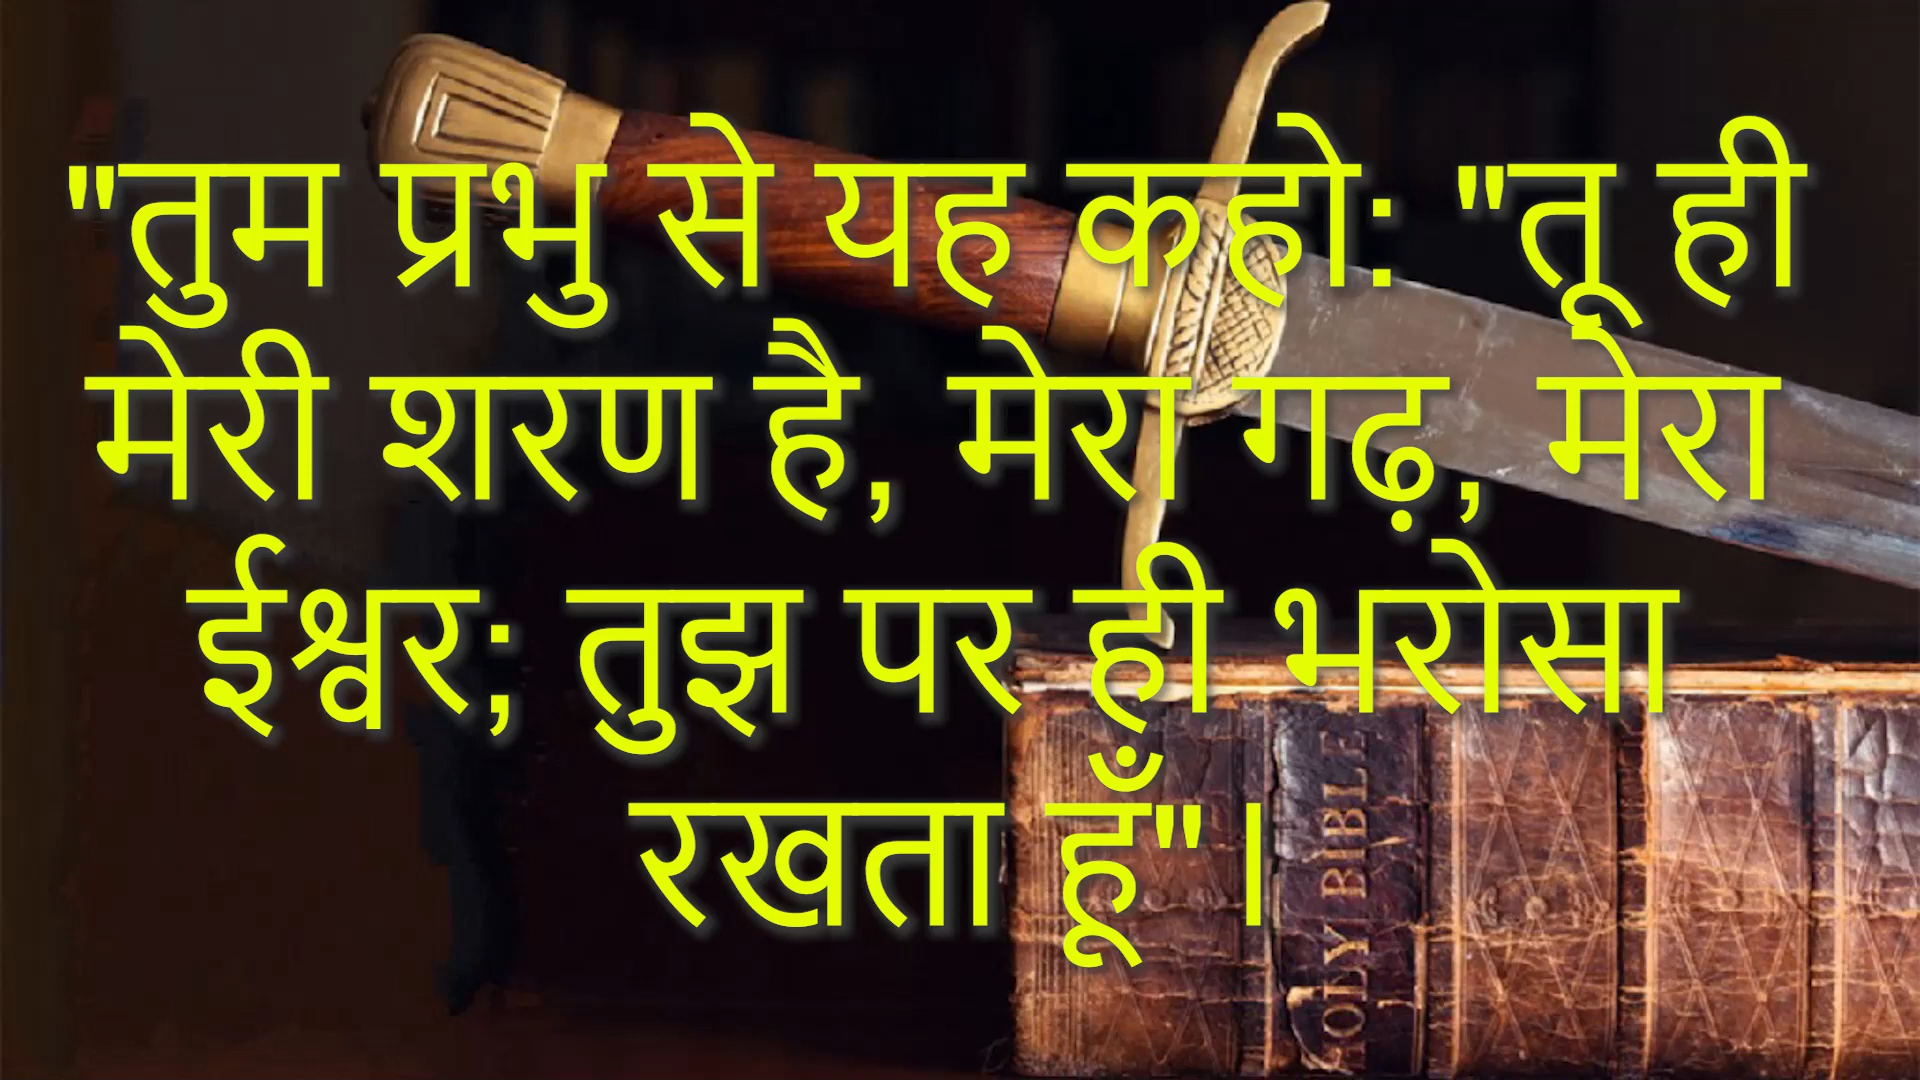 "तुम प्रभु से यह कहो: "तू ही
मेरी शरण है, मेरा गढ़, मेरा
ईश्वर; तुझ पर ही भरोसा
रखता हूँ"।
HOLY BIBLE